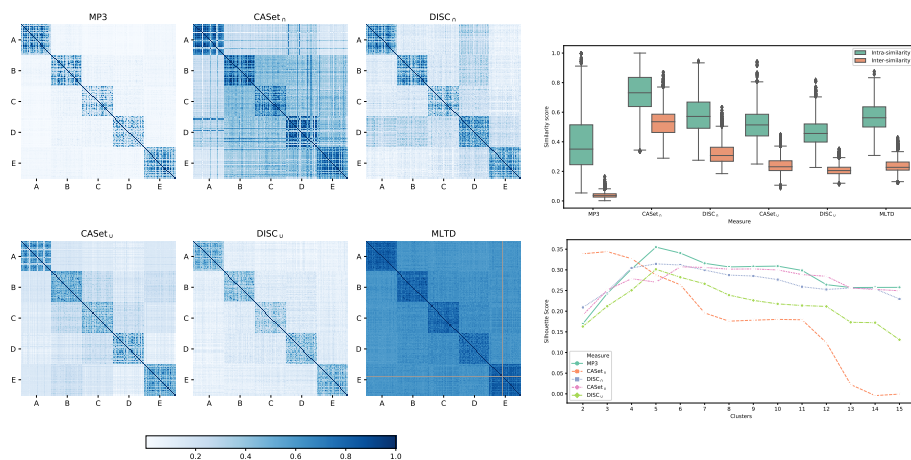 MP3
CASet∩
DISC∩
A
B
C
D
E
A B C D E
A
B
C
D
E
A B C D E
A
B
C
D
E
A B C D E
CASet∪
DISC∪
MLTD
A
B
C
D
E
A B C D E
A
B
C
D
E
A B C D E
A
B
C
D
E
A B C D E
0.2 0.4 0.6 0.8 1.0
Intra-similarity
Inter-similarity
Similarity score
1.0
0.8
0.6
0.4
0.2
0.0
MP3 CASet∩ DISC∩ CASet∪ DISC∪ MLTD
Measure
Silhouette Score
0.35
0.30
0.25
0.20
0.15
0.10
0.05
0.00
Measure
MP3
CASet∩
DISC∩
CASet∪
DISC∪
2 3 4 5 6 7 8 9 10 11 12 13 14 15
Clusters